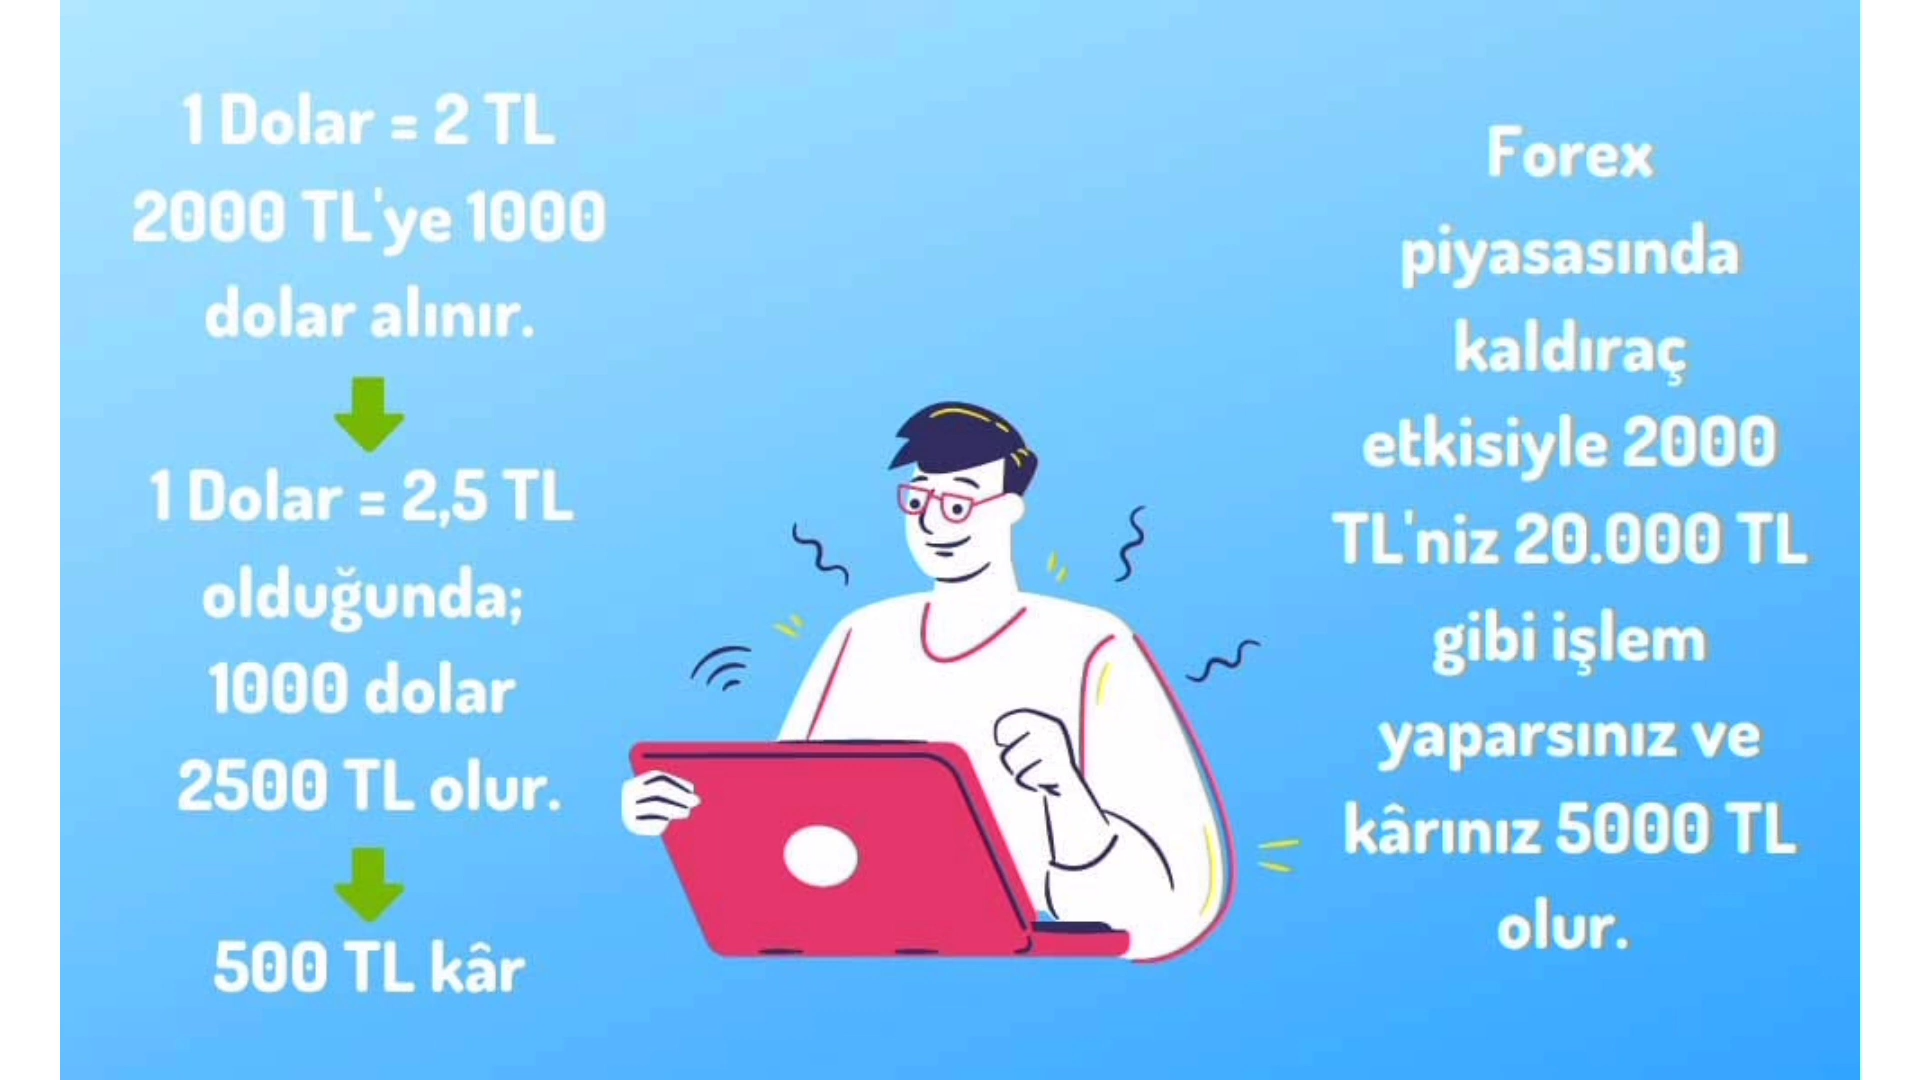 1 Dolar = 2 TL
2000 TL'ye 1000
dolar alınır.
1 Dolar = 2,5 TL
olduğunda;
1000 dolar
2500 TL olur.
500 TL kâr
Forex
piyasasında
kaldıraç
etkisiyle 2000
TL'niz 20.000 TL
gibi işlem
yaparsınız ve
kârınız 5000 TL
olur.